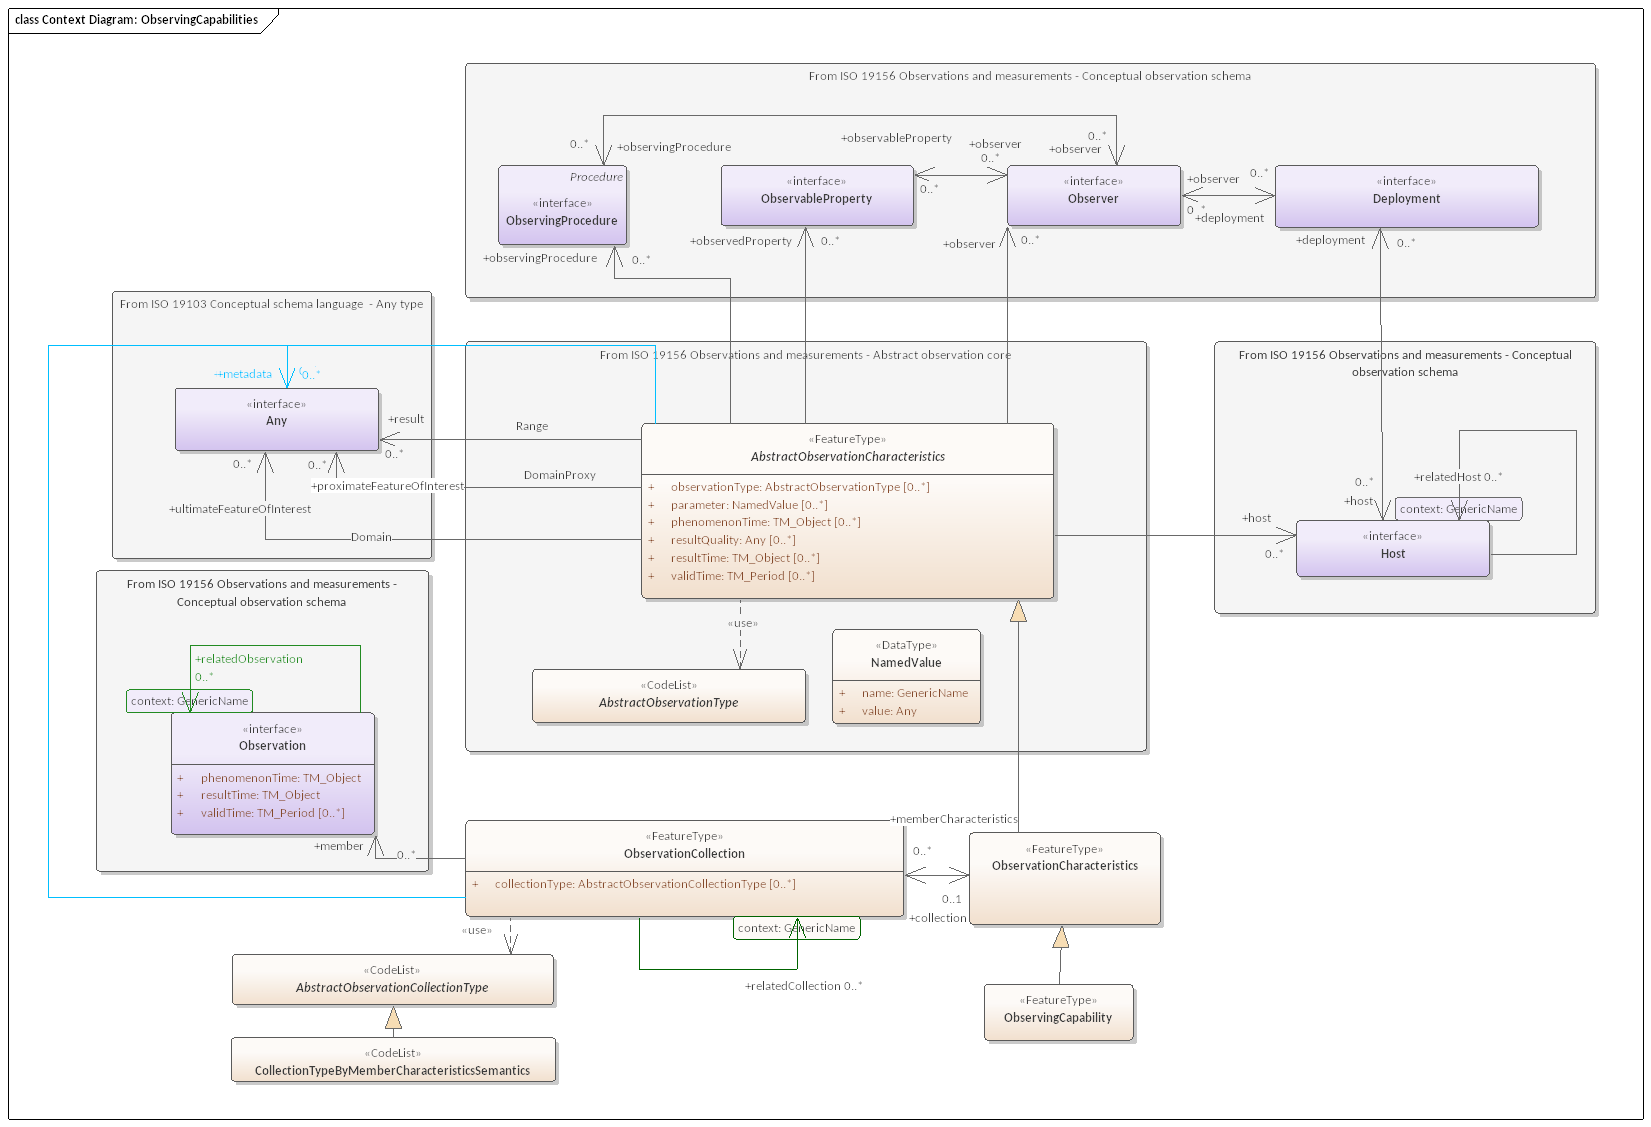 class Context Diagram: ObservingCapabilities
From ISO 19156 Observations and measurements - Conceptual observation schema
0..*
+observingProcedure
+observableProperty
+observer
0..*
0..*
+observer
Procedure
«interface»
ObservingProcedure
«interface»
ObservableProperty
0..*
«interface»
Observer
+observer
0..*
0..*
+deployment
«interface»
Deployment
+observingProcedure
0..*
+observedProperty
0..*
+observer
0..*
+deployment
0..*
From ISO 19103 Conceptual schema language - Any type
+metadata
0..*
«interface»
Any
+result
0..*
Range
0..*
0..*
+proximateFeatureOfInterest
DomainProxy
+ultimateFeatureOfInterest
Domain
From ISO 19156 Observations and measurements - Abstract observation core
«FeatureType»
AbstractObservationCharacteristics
+ observationType: AbstractObservationType [0..*]
+ parameter: NamedValue [0..*]
+ phenomenonTime: TM_Object [0..*]
+ resultQuality: Any [0..*]
+ resultTime: TM_Object [0..*]
+ validTime: TM_Period [0..*]
«use»
«CodeList»
AbstractObservationType
«DataType»
NamedValue
+ name: GenericName
+ value: Any
From ISO 19156 Observations and measurements - Conceptual
observation schema
+relatedHost 0..*
0..*
+host
context: GenericName
+host
0..*
«interface»
Host
From ISO 19156 Observations and measurements -
Conceptual observation schema
+relatedObservation
0..*
context: GenericName
«interface»
Observation
+ phenomenonTime: TM_Object
+ resultTime: TM_Object
+ validTime: TM_Period [0..*]
+member
0..*
«FeatureType»
ObservationCollection
+ collectionType: AbstractObservationCollectionType [0..*]
+memberCharacteristics
0..*
0..1
+collection
«FeatureType»
ObservationCharacteristics
«use»
context: GenericName
+relatedCollection 0..*
«CodeList»
AbstractObservationCollectionType
«CodeList»
CollectionTypeByMemberCharacteristicsSemantics
«FeatureType»
ObservingCapability